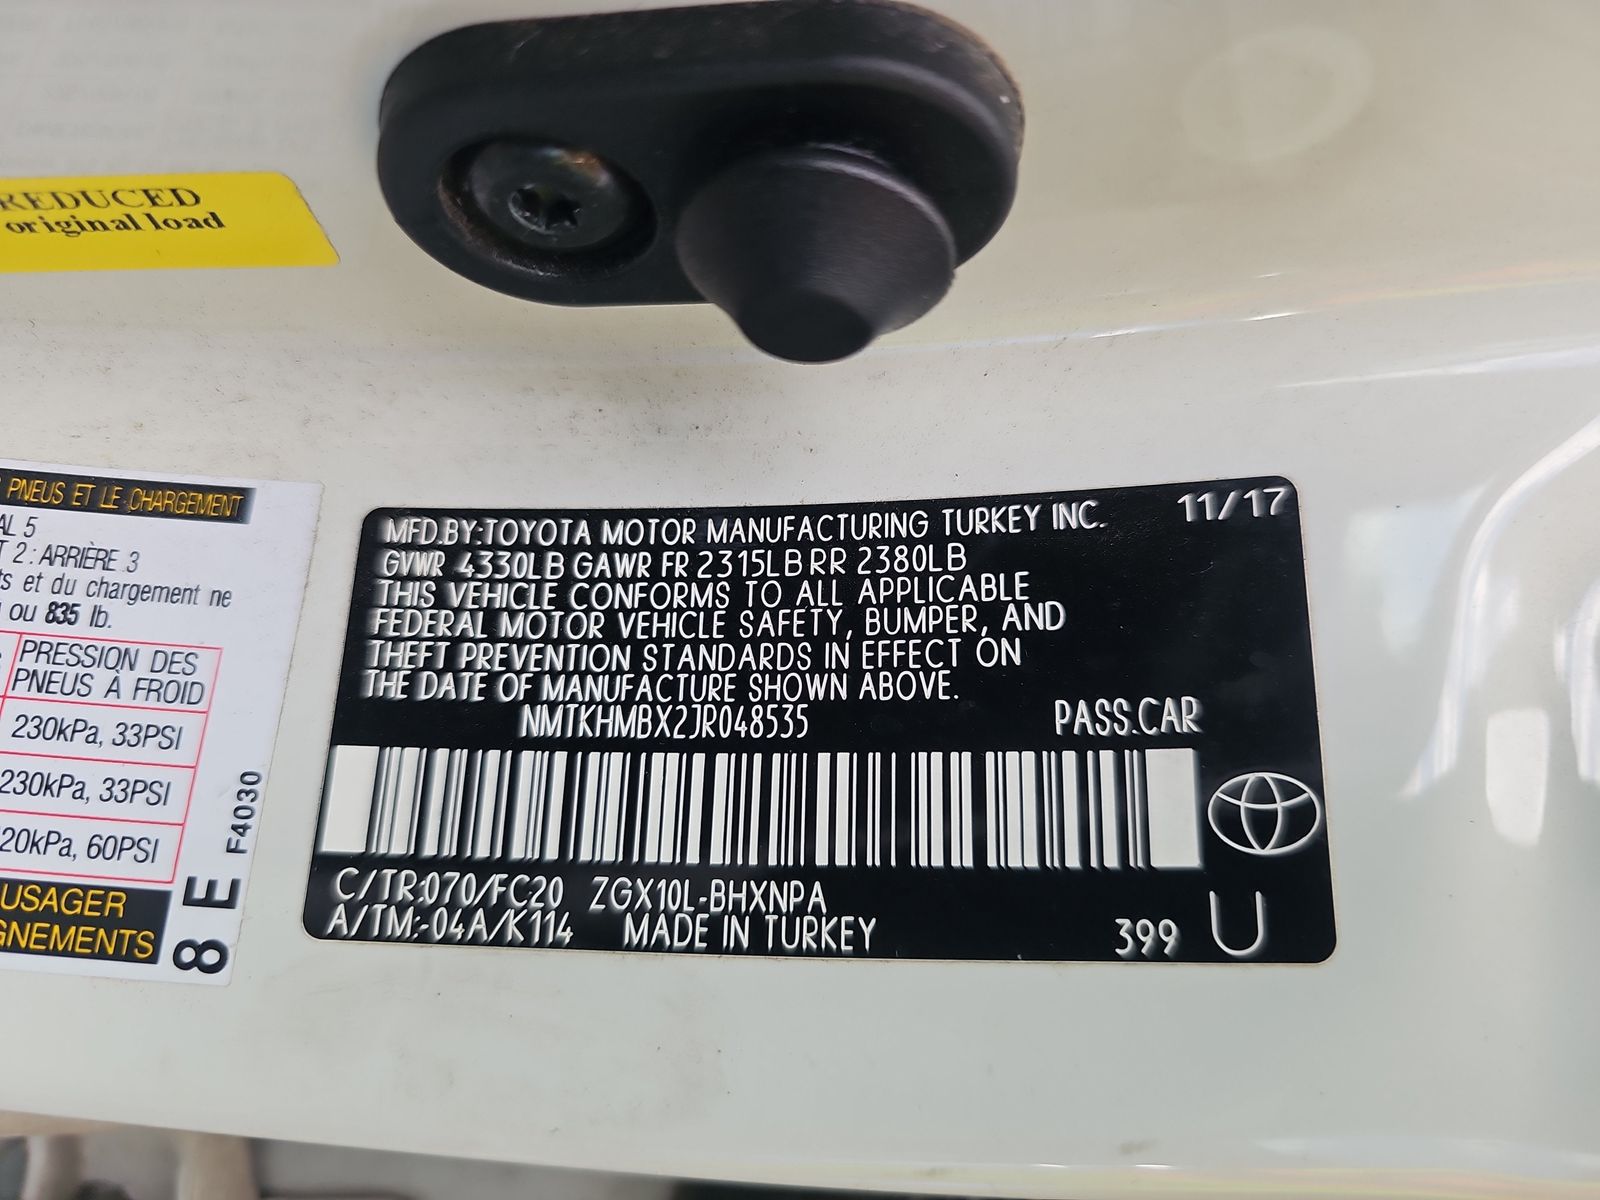 REDUCED
original load
PNEUS ET LE CHARGEMENT
AL 5
2 : ARRIÈRE 3
et du chargement ne
ou 835 lb.
PRESSION DES
PNEUS À FROID
230kPa, 33PSI
230kPa, 33PSI
20kPa, 60PSI
USAGER
GNEMENTS
F4030
8 E
MFD.BY:TOYOTA MOTOR MANUFACTURING TURKEY INC. 11/17
GVWR 4330LB GAWR FR 2315LB RR 2380LB
THIS VEHICLE CONFORMS TO ALL APPLICABLE
FEDERAL MOTOR VEHICLE SAFETY, BUMPER, AND
THEFT PREVENTION STANDARDS IN EFFECT ON
THE DATE OF MANUFACTURE SHOWN ABOVE.
NMTKHMBX2JR048535 PASS.CAR
C/TR:070/FC20 ZGX10L-BHXNPA
A/TM:-04A/K114 MADE IN TURKEY 399 U